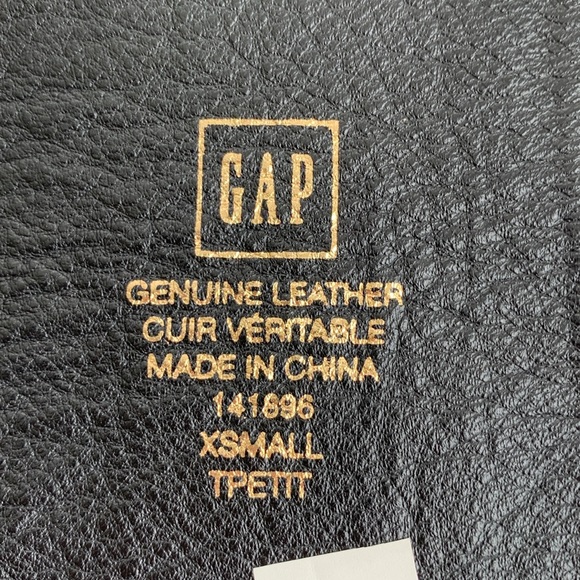 GAP
GENUINE LEATHER
CUIR VÉRITABLE
MADE IN CHINA
141896
XSMALL
TPETIT